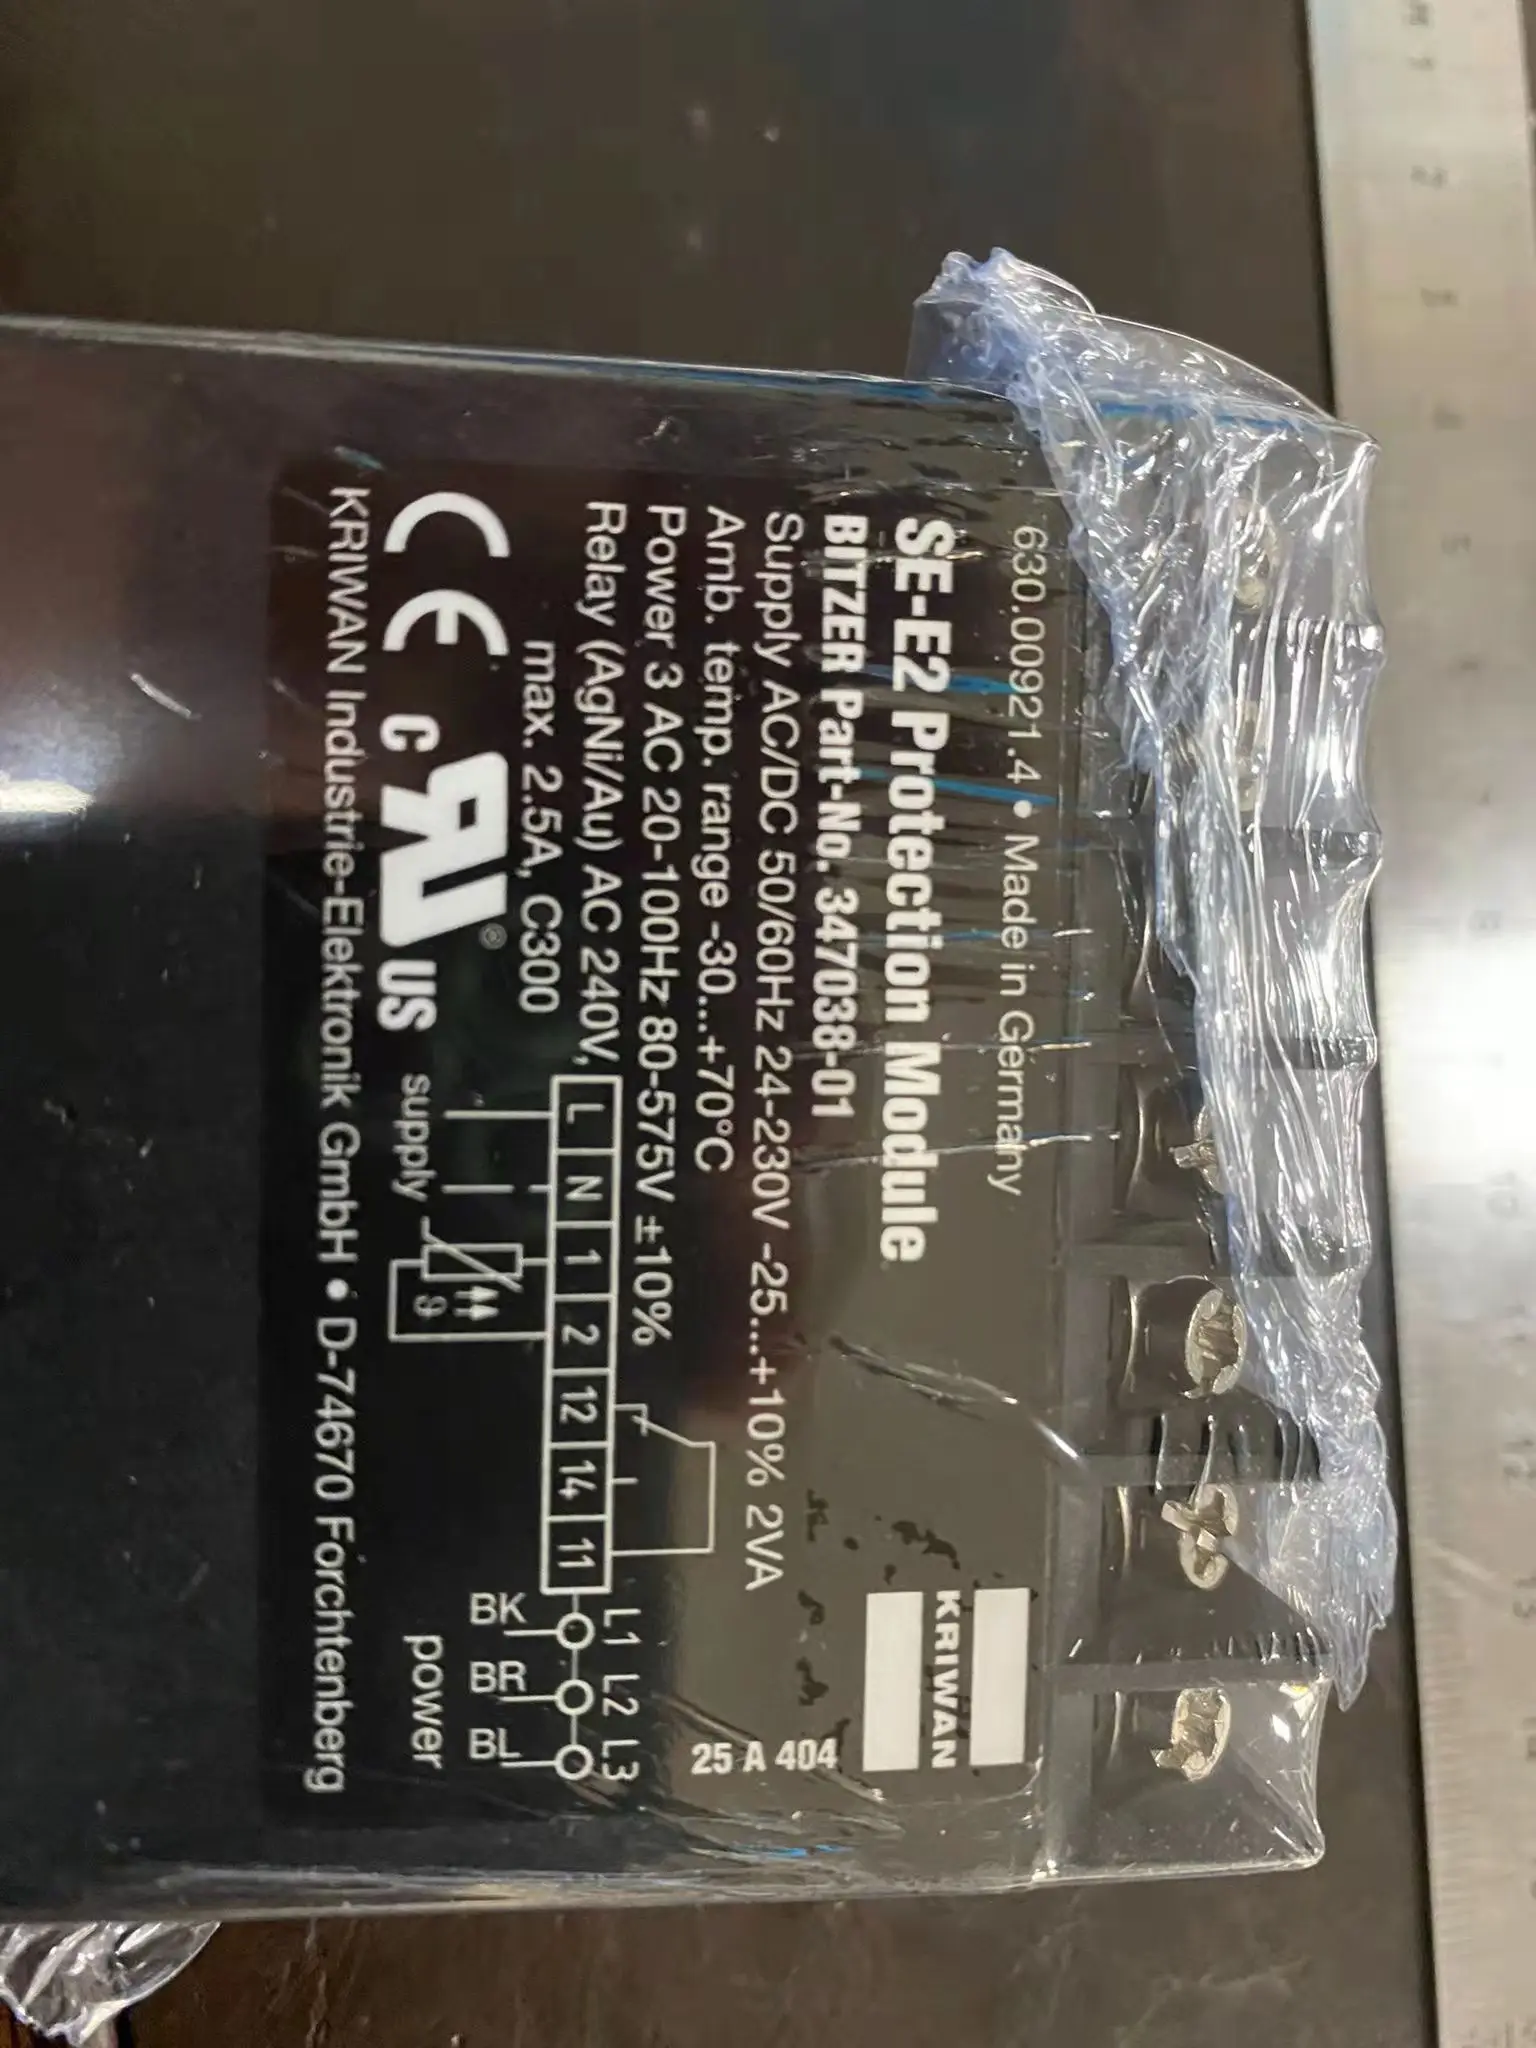 630.00921.4 • Made in Germany
KRIWAN
SE-E2 Protection Module
BITZER Part-No. 347038-01
25 A 404
Supply AC/DC 50/60Hz 24-230V -25...+10% 2VA
Amb. temp. range -30...+70°C
Power 3 AC 20-100Hz 80-575V ±10%
Relay (AgNi/Au) AC 240V,
max. 2.5A, C300
L N 1 2 12 14 11
L1 L2 L3
BK BR BL
ϑ
supply
power
CE c RU® US
KRIWAN Industrie-Elektronik GmbH • D-74670 Forchtenberg